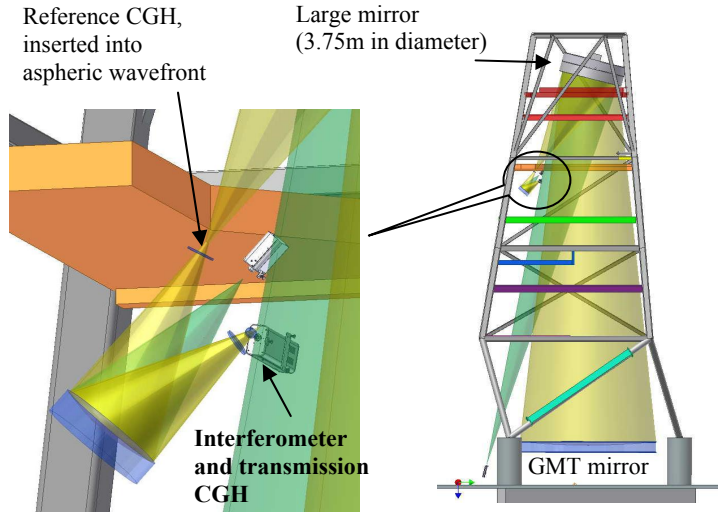 Reference CGH,
inserted into
aspheric wavefront
Large mirror
(3.75m in diameter)
Interferometer
and transmission
CGH
GMT mirror